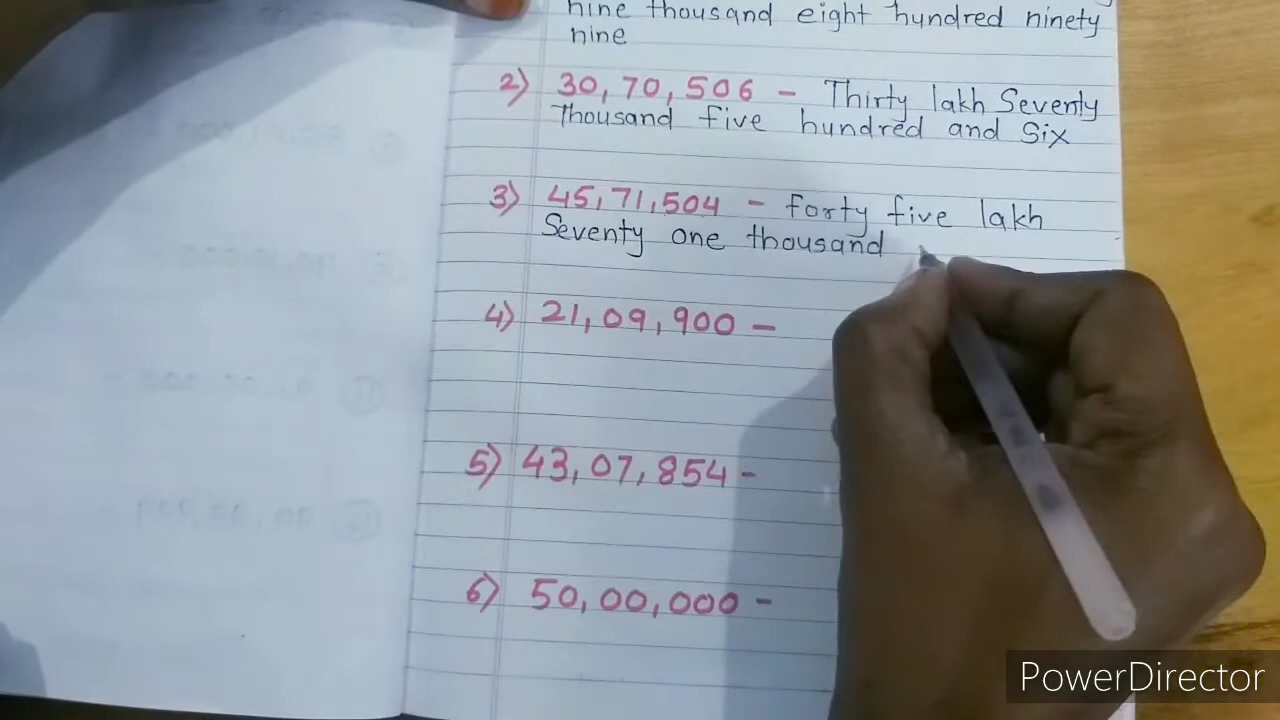 nine thousand eight hundred ninety
nine
2) 30,70,506 - Thirty lakh Seventy
Thousand five hundred and Six
3) 45,71,504 - forty five lakh
Seventy one thousand
4) 21,09,900 -
5) 43,07,854 -
6) 50,00,000 -
PowerDirector